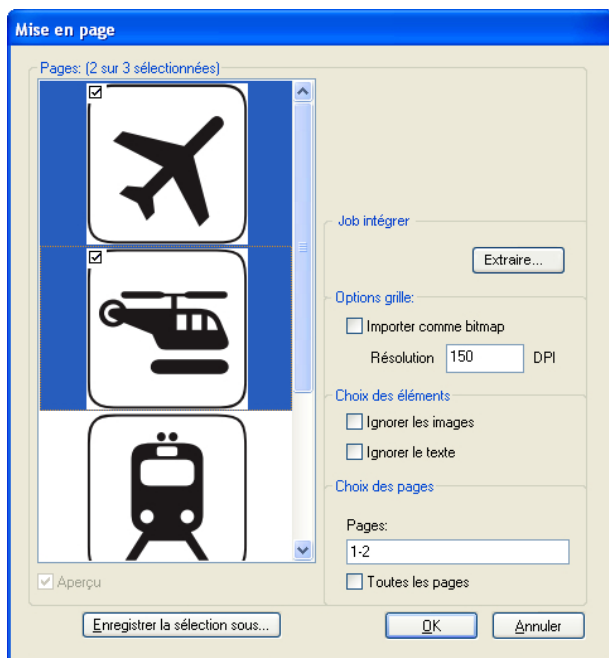 Mise en page
Pages: (2 sur 3 sélectionnées)
Job intégrer
Extraire...
Options grille:
Importer comme bitmap
Résolution 150 DPI
Choix des éléments
Ignorer les images
Ignorer le texte
Choix des pages
Pages:
1-2
Toutes les pages
Aperçu
Enregistrer la sélection sous...
OK
Annuler